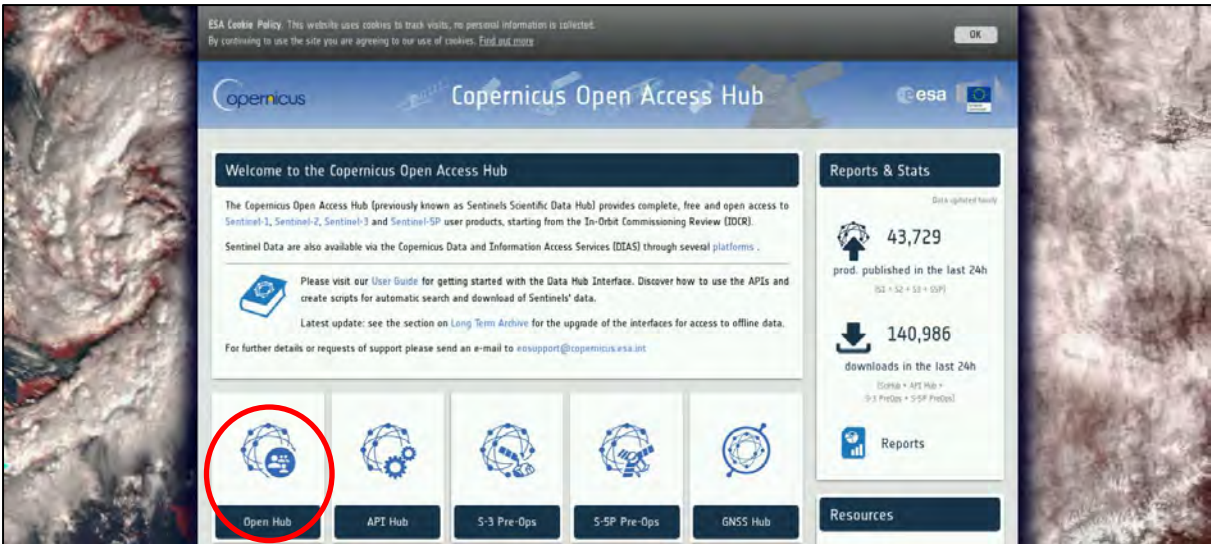 ESA Cookie Policy. This website uses cookies to track visits, no personal information is collected.
By continuing to use the site you are agreeing to our use of cookies. Find out more
OK
opernicus
Copernicus Open Access Hub
esa
Welcome to the Copernicus Open Access Hub
The Copernicus Open Access Hub (previously known as Sentinels Scientific Data Hub) provides complete, free and open access to
Sentinel-1, Sentinel-2, Sentinel-3 and Sentinel-5P user products, starting from the In-Orbit Commissioning Review (IOCR).
Sentinel Data are also available via the Copernicus Data and Information Access Services (DIAS) through several platforms .
Please visit our User Guide for getting started with the Data Hub Interface. Discover how to use the APIs and
create scripts for automatic search and download of Sentinels' data.
Latest update: see the section on Long Term Archive for the upgrade of the interfaces for access to offline data.
For further details or requests of support please send an e-mail to eosupport@copernicus.esa.int
Open Hub
API Hub
S-3 Pre-Ops
S-5P Pre-Ops
GNSS Hub
Reports & Stats
Data updated hourly
43,729
prod. published in the last 24h
(S1 + S2 + S3 + S5P)
140,986
downloads in the last 24h
(SciHub + API Hub +
S-3 PreOps + S-5P PreOps)
Reports
Resources